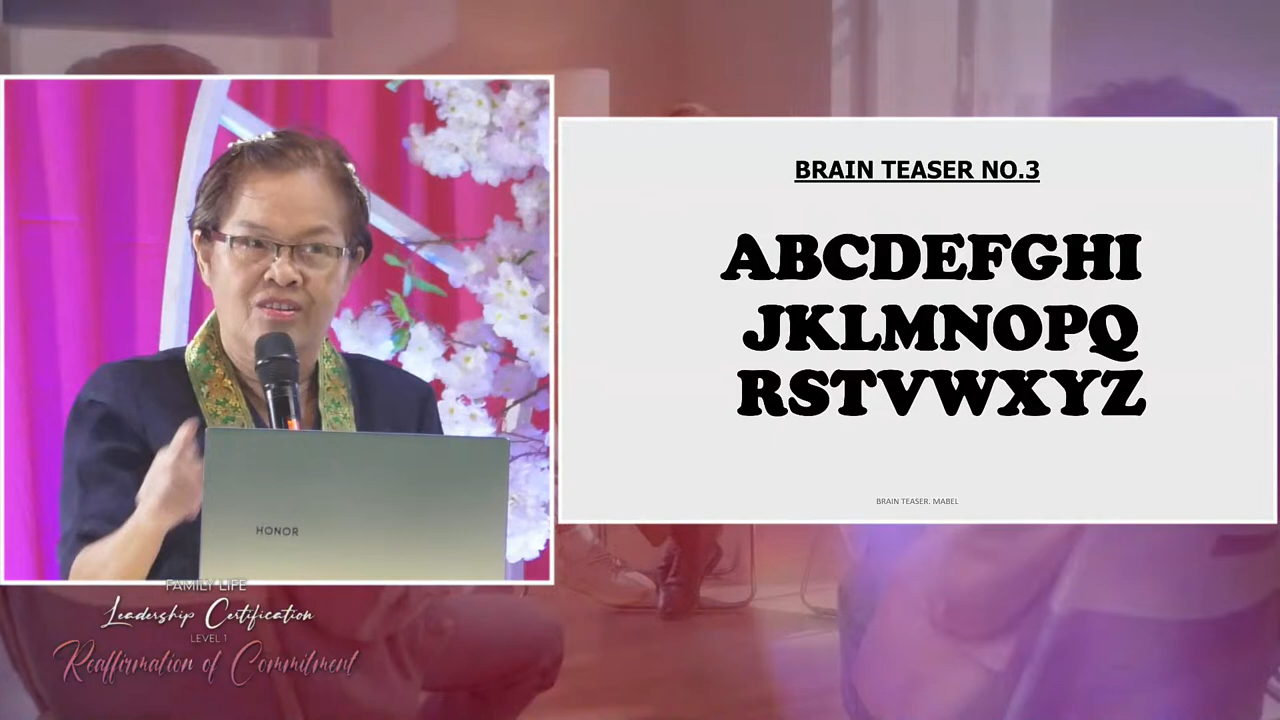 BRAIN TEASER NO.3
ABCDEFGHI
JKLMNOPQ
RSTVWXYZ
BRAIN TEASER. MABEL
HONOR
FAMILY LIFE
Leadership Certification
LEVEL 1
Reaffirmation of Commitment